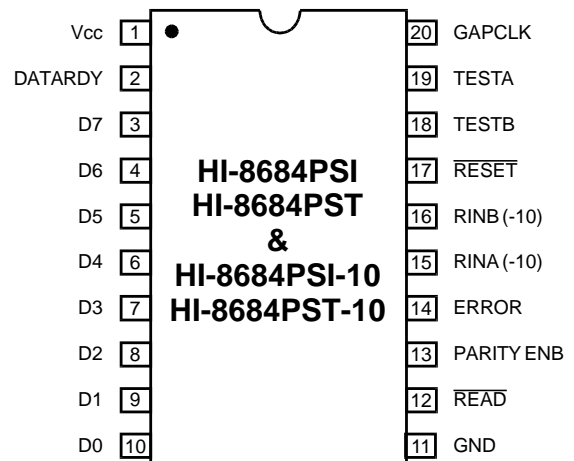 Vcc 1 20 GAPCLK
DATARDY 2 19 TESTA
D7 3 18 TESTB
D6 4 HI-8684PSI 17 RESET
D5 5 HI-8684PST 16 RINB (-10)
&
D4 6 HI-8684PSI-10 15 RINA (-10)
D3 7 HI-8684PST-10 14 ERROR
D2 8 13 PARITY ENB
D1 9 12 READ
D0 10 11 GND